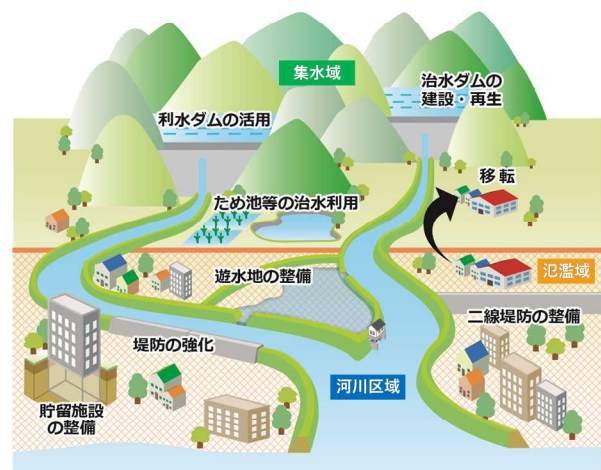 集水域
治水ダムの
建設・再生
利水ダムの活用
移転
ため池等の治水利用
遊水地の整備
氾濫域
二線堤防の整備
堤防の強化
河川区域
貯留施設
の整備